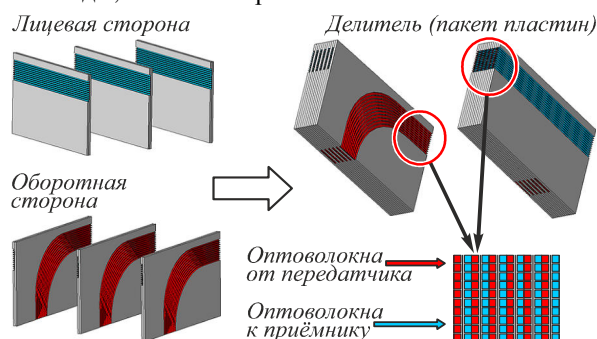 Лицевая сторона
Делитель (пакет пластин)
Оборотная
сторона
Оптоволокна
от передатчика
Оптоволокна
к приёмнику